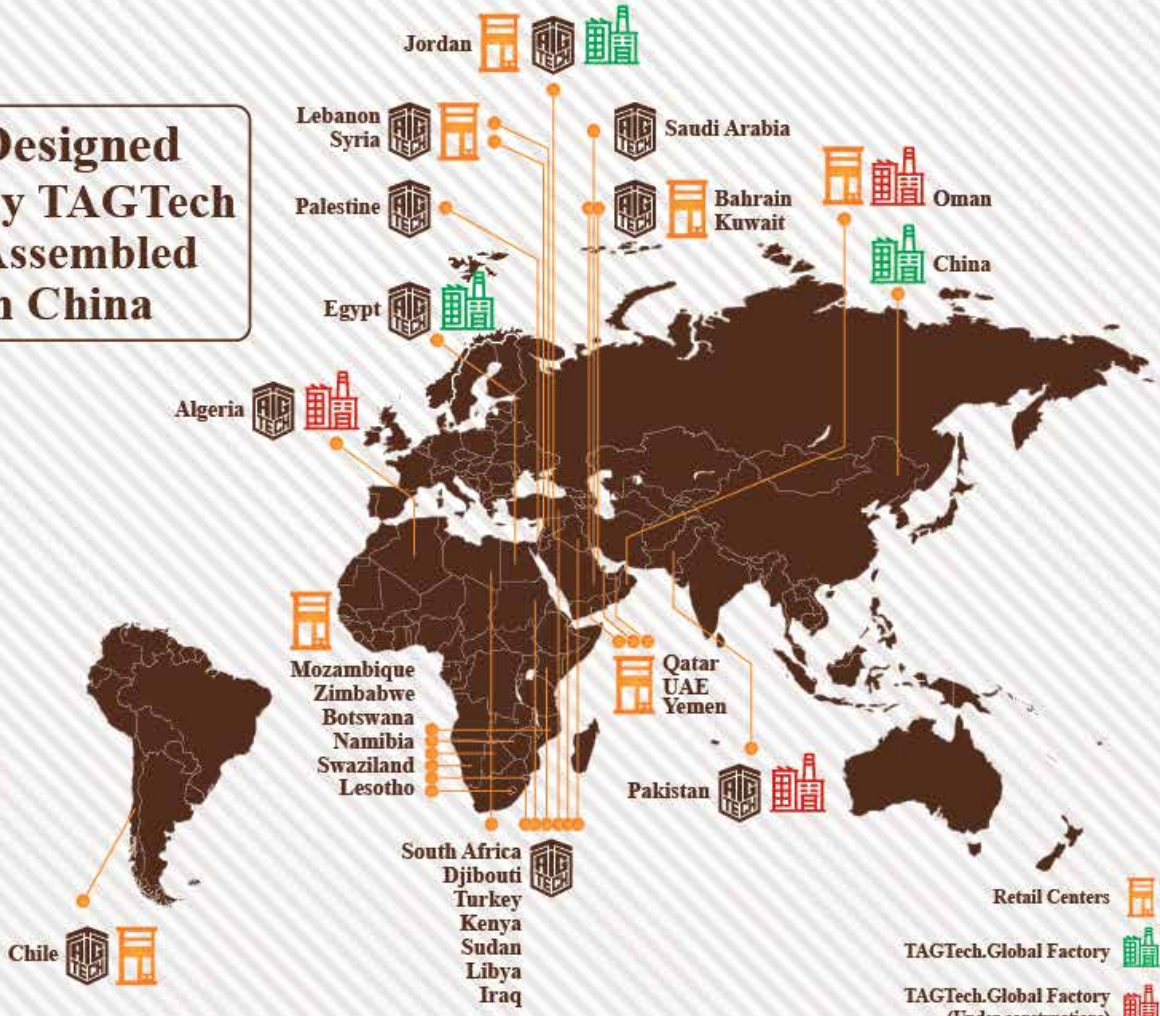 Designed
y TAGTech
Assembled
n China
Jordan
Lebanon
Syria
Palestine
Egypt
Algeria
Saudi Arabia
Bahrain
Kuwait
Oman
China
Mozambique
Zimbabwe
Botswana
Namibia
Swaziland
Lesotho
Qatar
UAE
Yemen
Pakistan
South Africa
Djibouti
Turkey
Kenya
Sudan
Libya
Iraq
Chile
Retail Centers
TAGTech.Global Factory
TAGTech.Global Factory
(Under constructions)